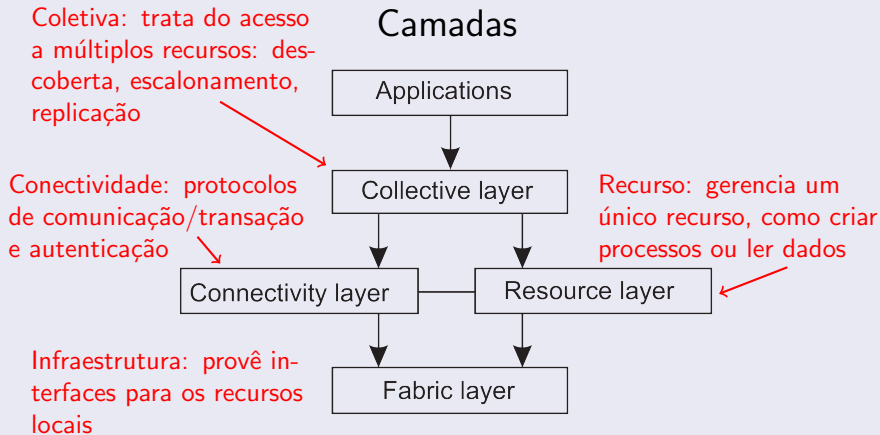 Camadas
Coletiva: trata do acesso
a múltiplos recursos: des-
coberta, escalonamento,
replicação
Applications
Collective layer
Conectividade: protocolos
de comunicação/transação
e autenticação
Recurso: gerencia um
único recurso, como criar
processos ou ler dados
Connectivity layer
Resource layer
Infraestrutura: provê in-
terfaces para os recursos
locais
Fabric layer